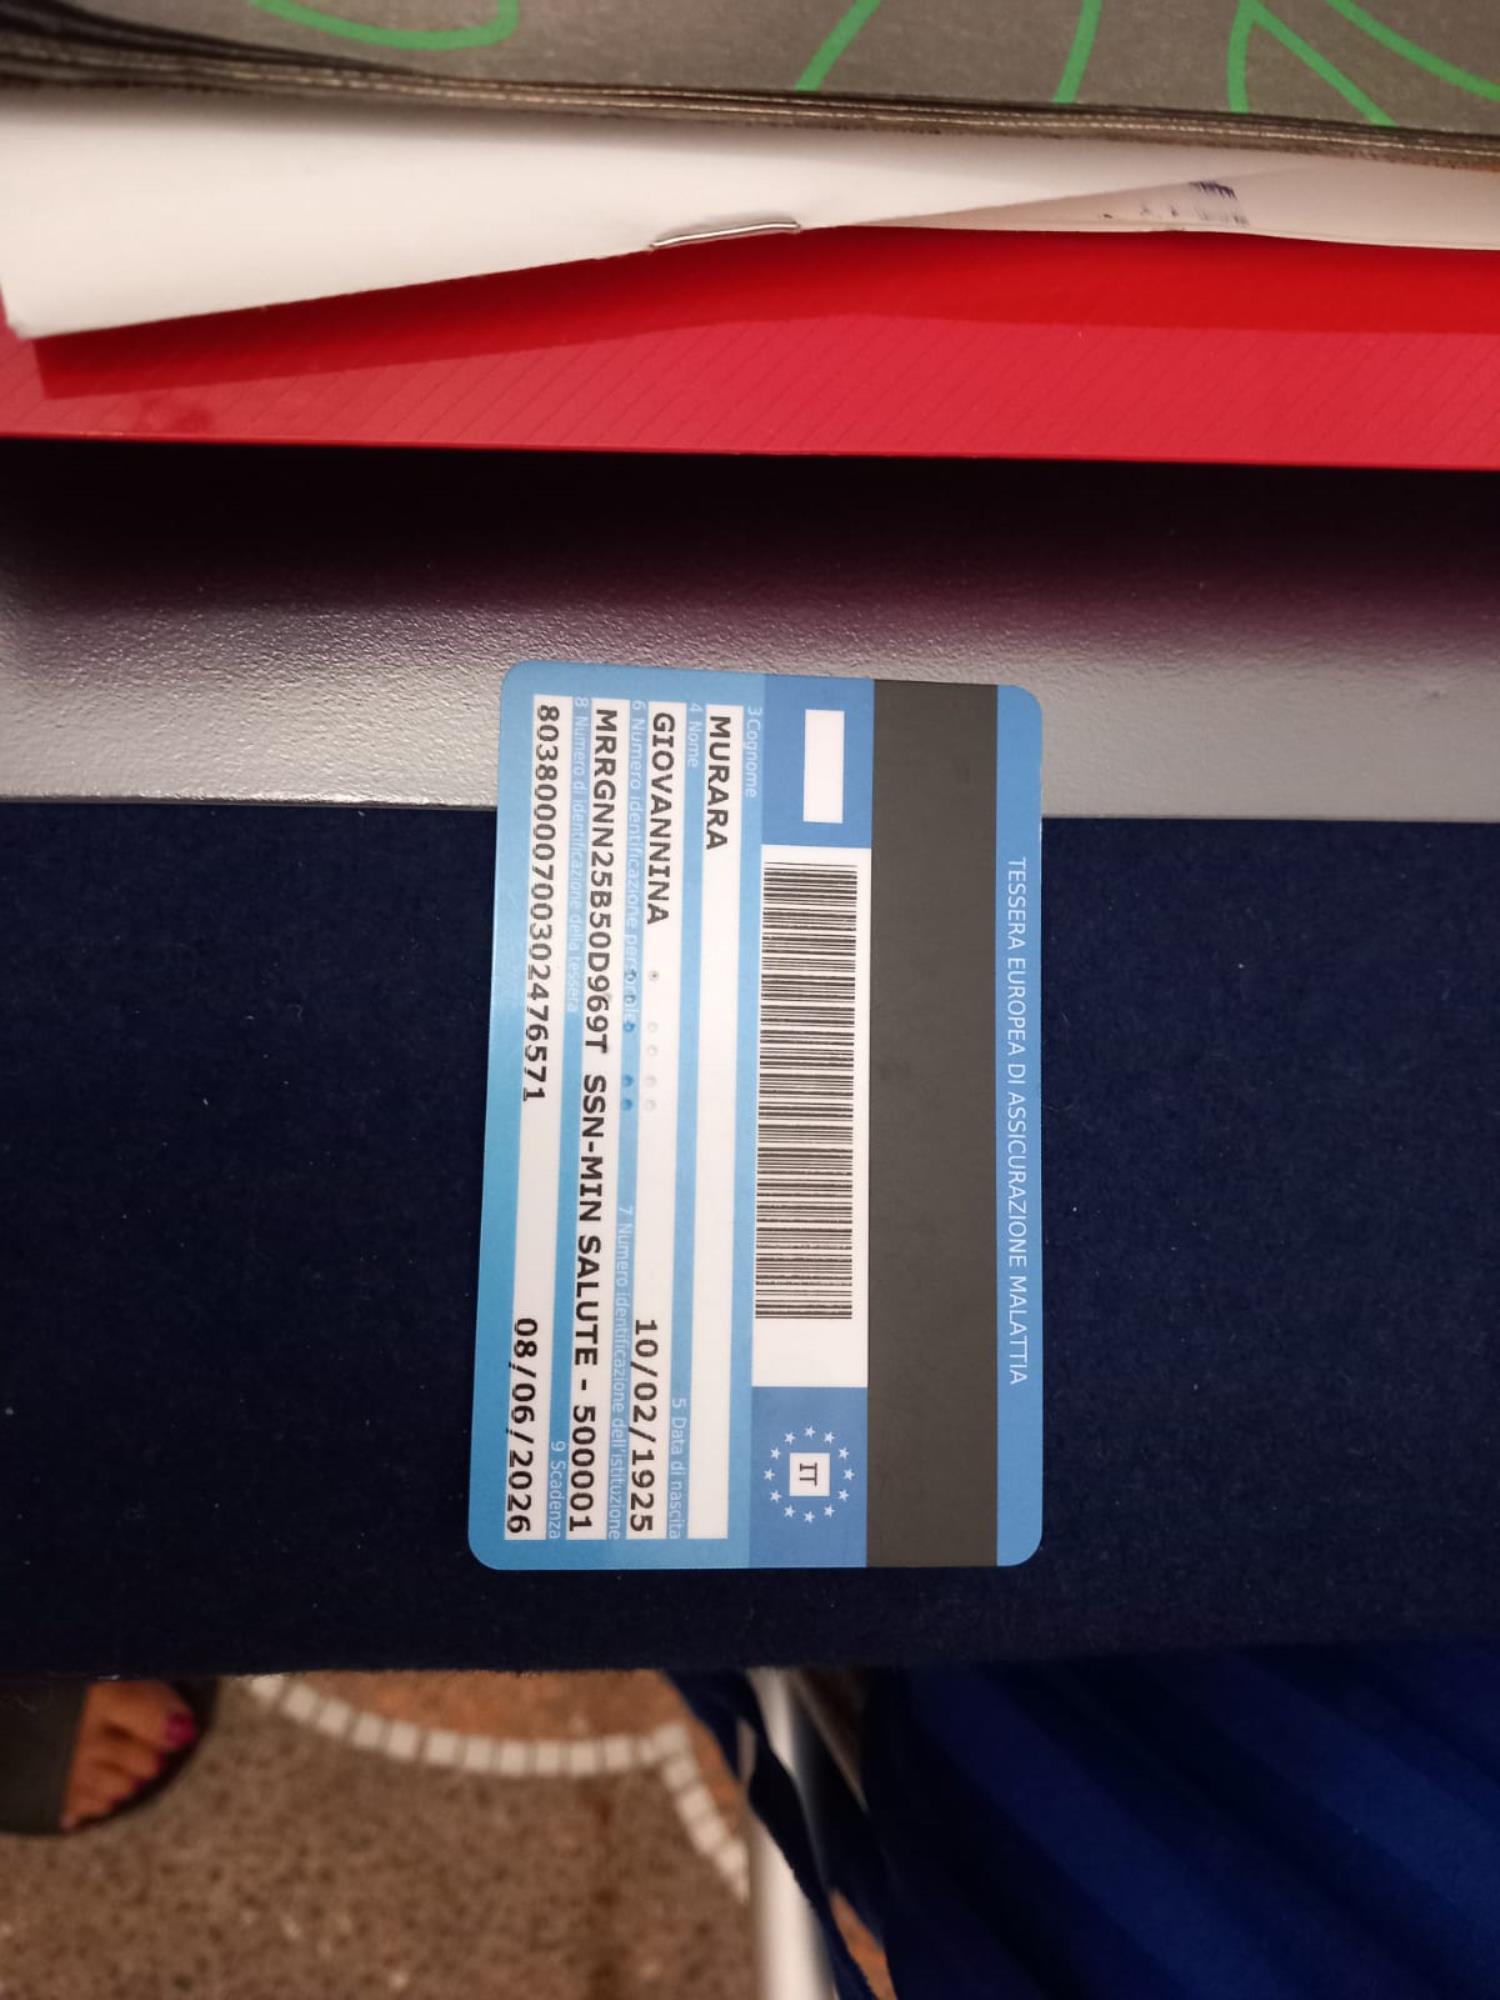 TESSERA EUROPEA DI ASSICURAZIONE MALATTIA
IT
3 Cognome
MURARA
4 Nome
5 Data di nascita
GIOVANNINA
10/02/1925
6 Numero identificazione personale
7 Numero identificazione dell'istituzione
MRRGNN25B50D969T SSN-MIN SALUTE - 500001
8 Numero di identificazione della tessera
9 Scadenza
80380000700302476571
08/06/2026